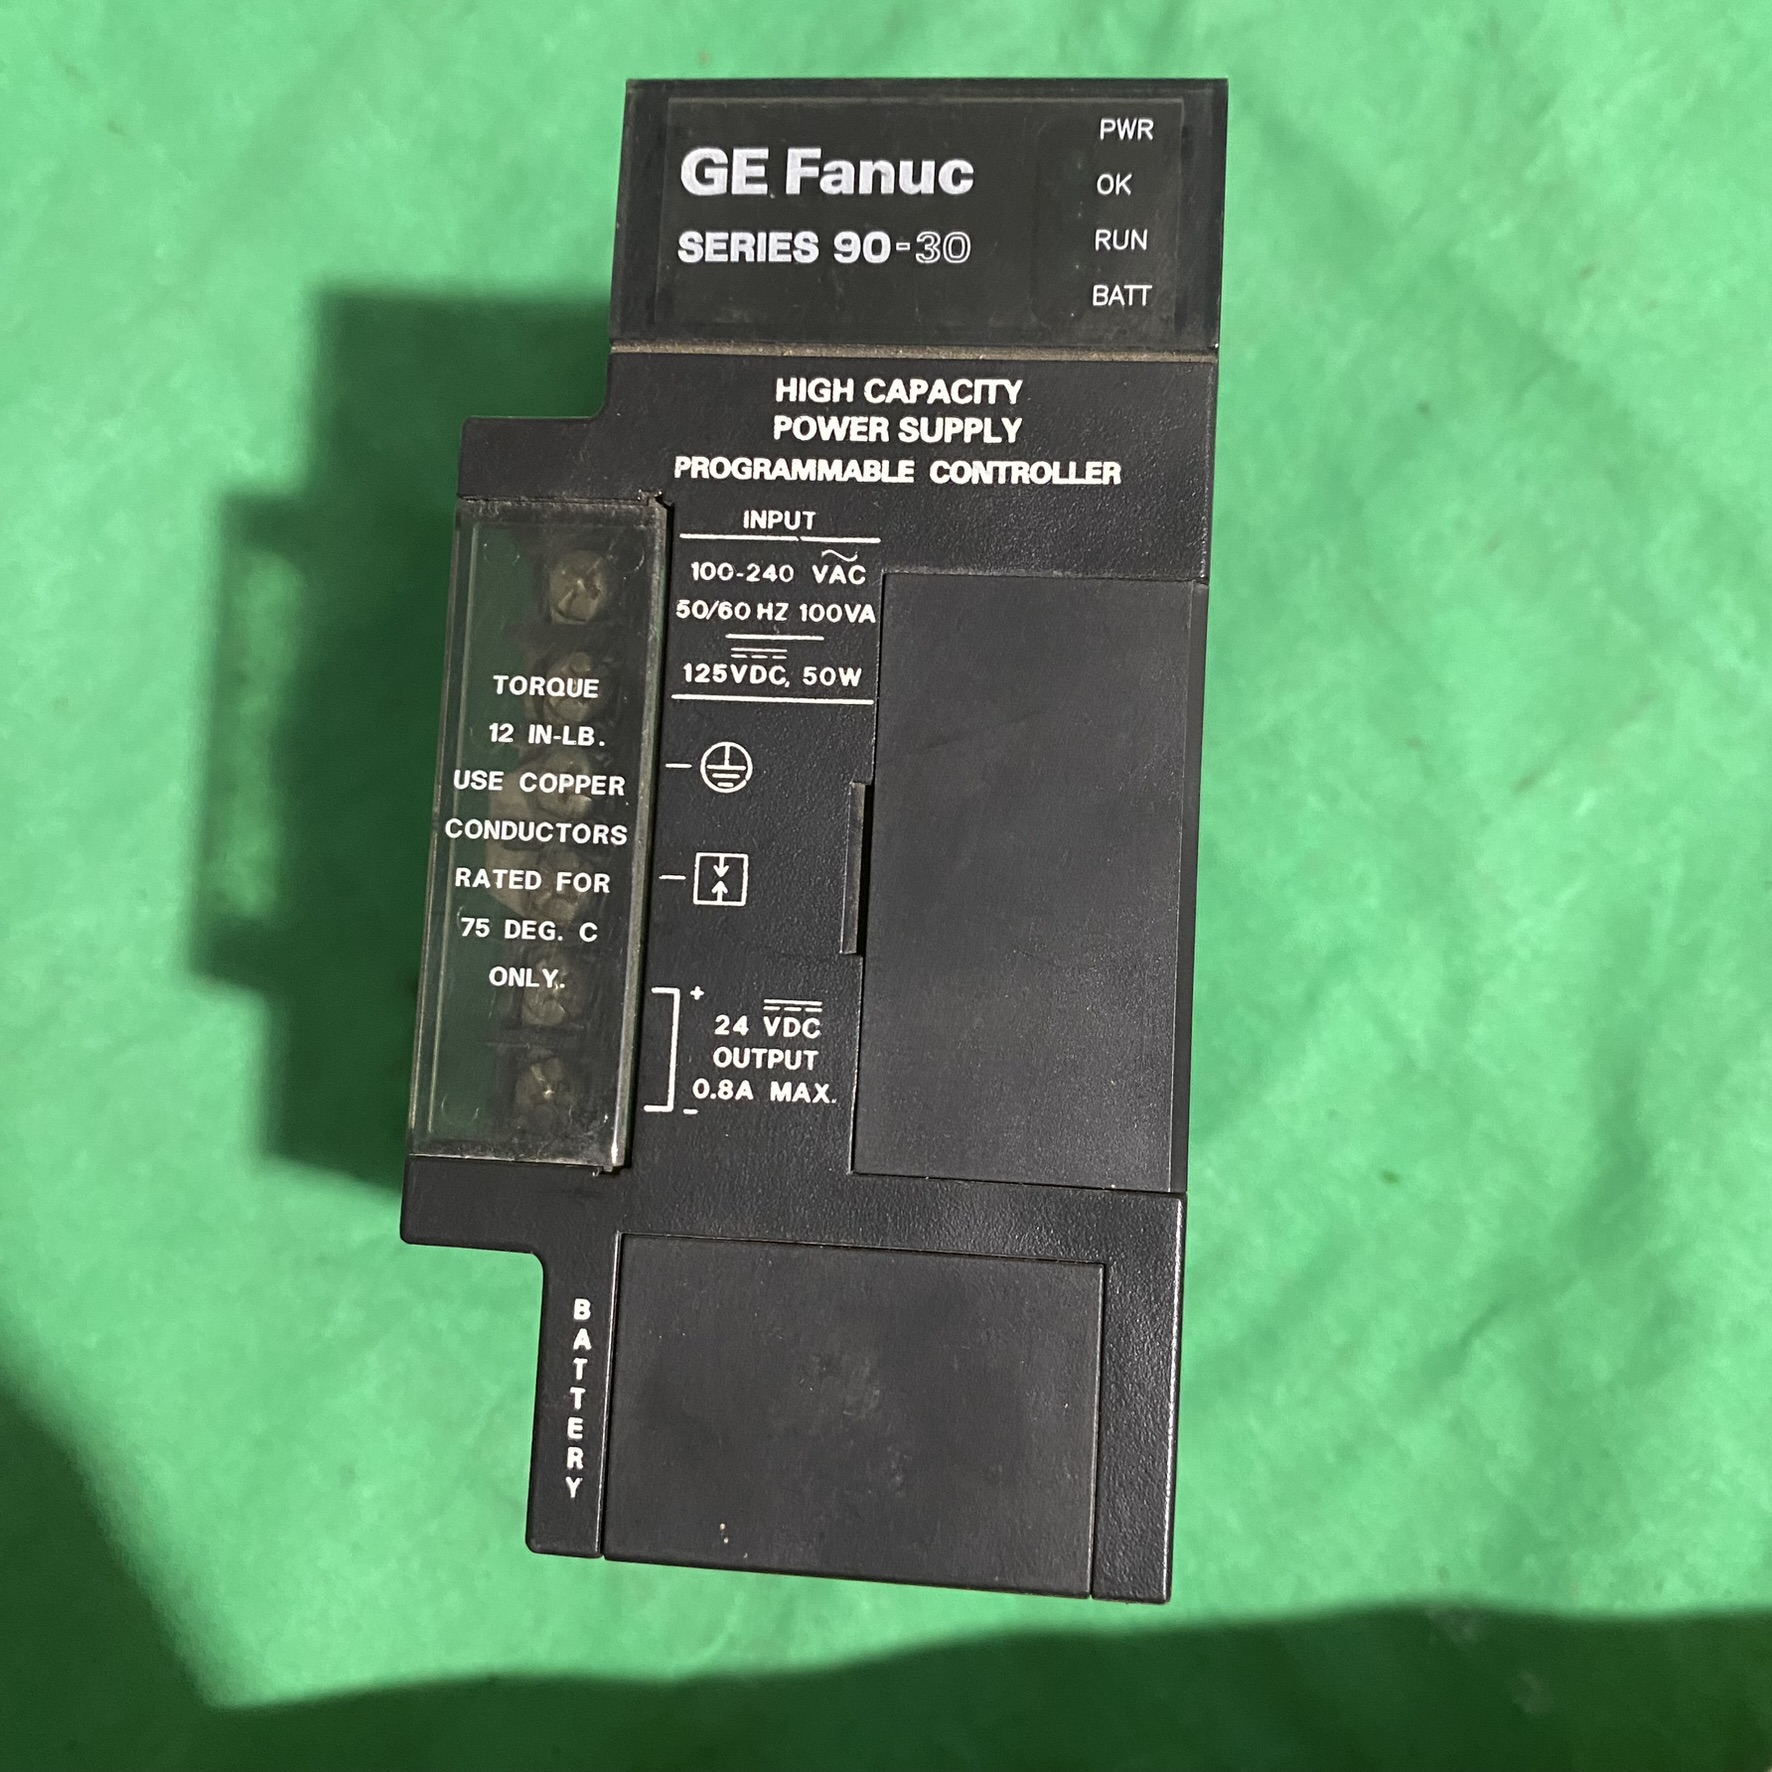 GE Fanuc
SERIES 90-30
PWR
OK
RUN
BATT
HIGH CAPACITY
POWER SUPPLY
PROGRAMMABLE CONTROLLER
INPUT
100-240 VAC
50/60 HZ 100VA
125VDC, 50W
TORQUE
12 IN-LB.
USE COPPER
CONDUCTORS
RATED FOR
75 DEG. C
ONLY.
+
24 VDC
OUTPUT
0.8A MAX.
-
BATTERY